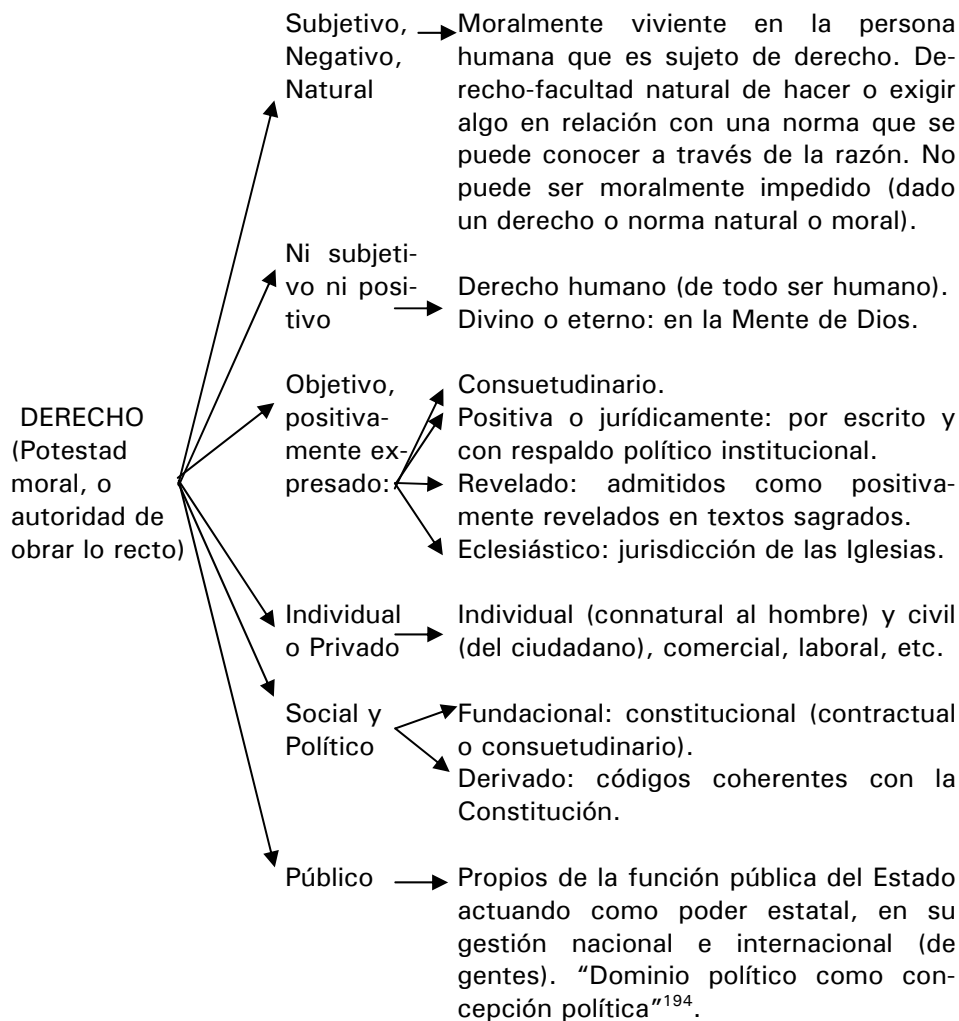 Subjetivo,
Negativo,
Natural
Moralmente viviente en la persona
humana que es sujeto de derecho. De-
recho-facultad natural de hacer o exigir
algo en relación con una norma que se
puede conocer a través de la razón. No
puede ser moralmente impedido (dado
un derecho o norma natural o moral).
Ni subjeti-
vo ni posi-
tivo
Derecho humano (de todo ser humano).
Divino o eterno: en la Mente de Dios.
DERECHO
(Potestad
moral, o
autoridad de
obrar lo recto)
Objetivo,
positiva-
mente ex-
presado:
Consuetudinario.
Positiva o jurídicamente: por escrito y
con respaldo político institucional.
Revelado: admitidos como positiva-
mente revelados en textos sagrados.
Eclesiástico: jurisdicción de las Iglesias.
Individual
o Privado
Individual (connatural al hombre) y civil
(del ciudadano), comercial, laboral, etc.
Social y
Político
Fundacional: constitucional (contractual
o consuetudinario).
Derivado: códigos coherentes con la
Constitución.
Público
Propios de la función pública del Estado
actuando como poder estatal, en su
gestión nacional e internacional (de
gentes). “Dominio político como con-
cepción política”194.